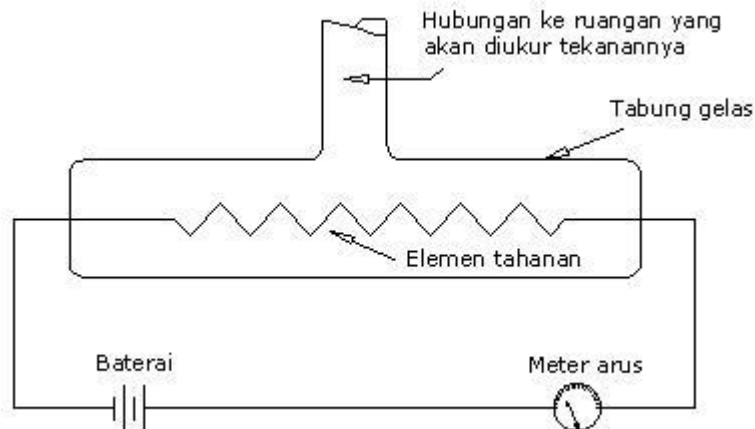 Hubungan ke ruangan yang
akan diukur tekanannya
Tabung gelas
Elemen tahanan
Baterai
Meter arus